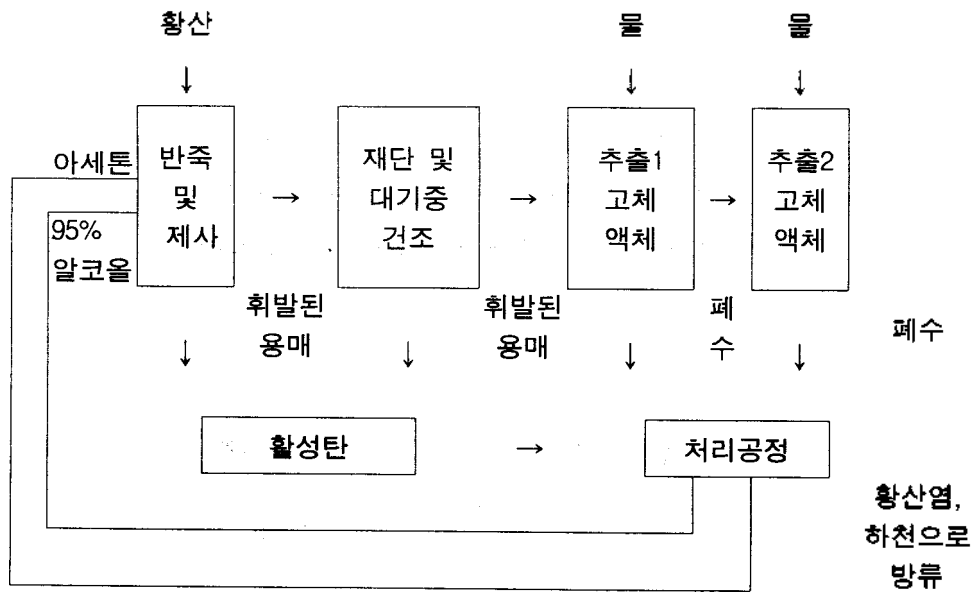 황산
물
물
↓
↓
↓
아세톤
95%
알코올
반죽
및
제사
→
재단 및
대기중
건조
→
추출1
고체
액체
→
추출2
고체
액체
휘발된
용매
휘발된
용매
폐
수
폐수
↓
↓
↓
↓
활성탄
→
처리공정
황산염,
하천으로
방류